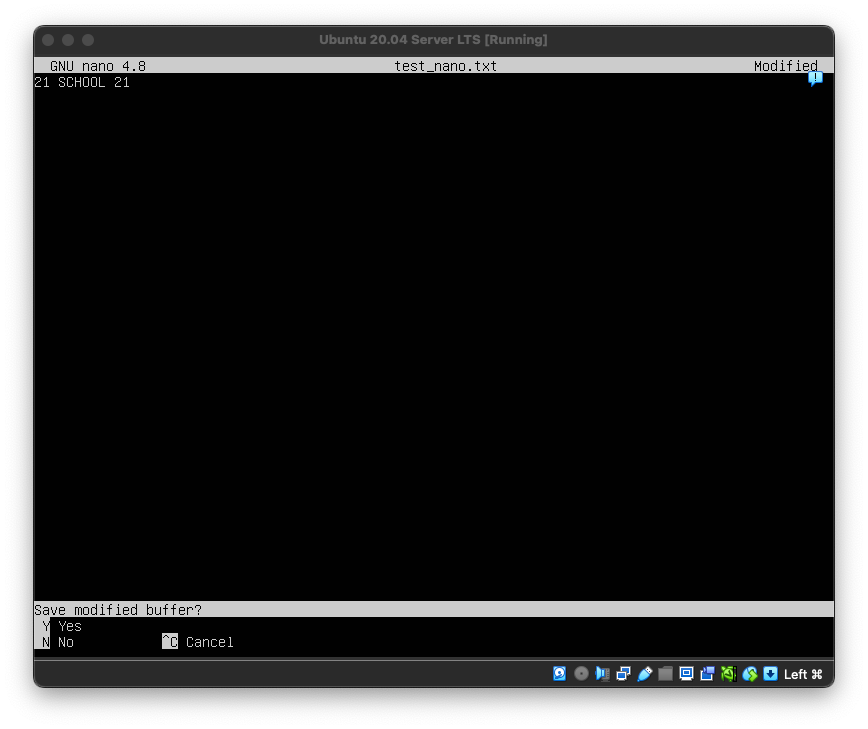 Ubuntu 20.04 Server LTS [Running]
GNU nano 4.8 test_nano.txt Modified
21 SCHOOL 21
Save modified buffer?
Y Yes
N No ^C Cancel
Left ⌘